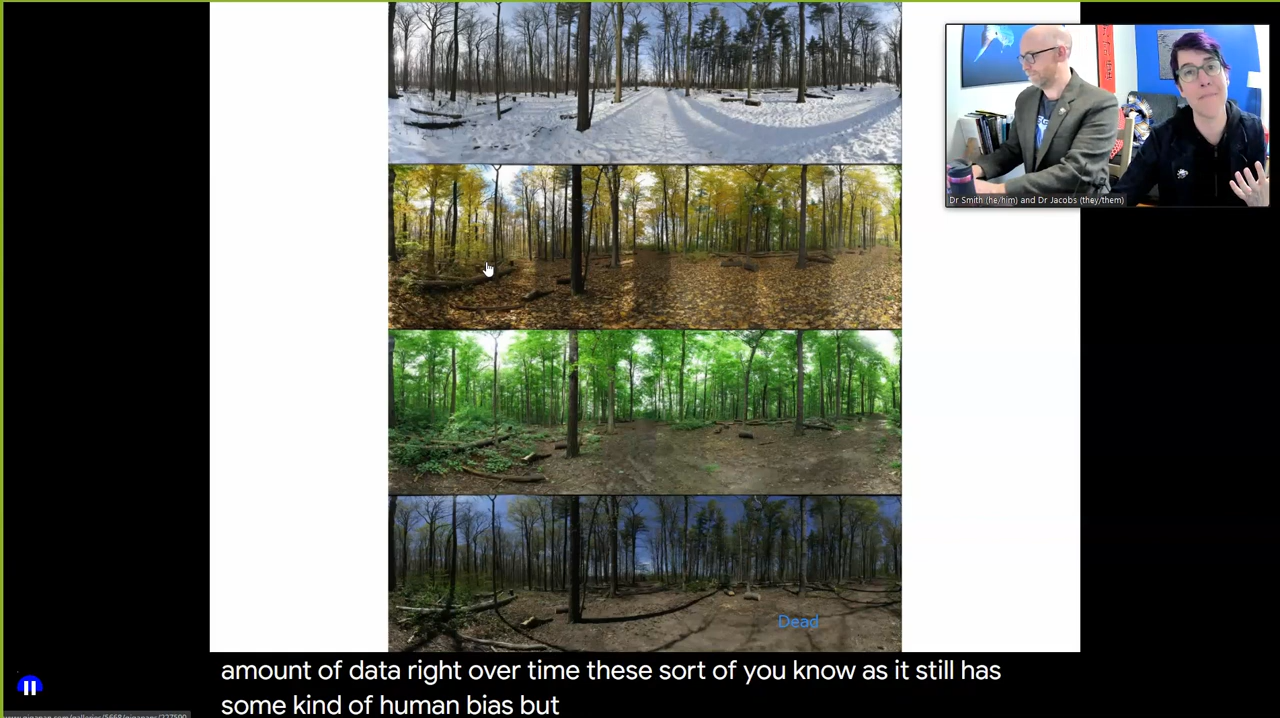 Dr Smith (he/him) and Dr Jacobs (they/them)
Dead
amount of data right over time these sort of you know as it still has
some kind of human bias but